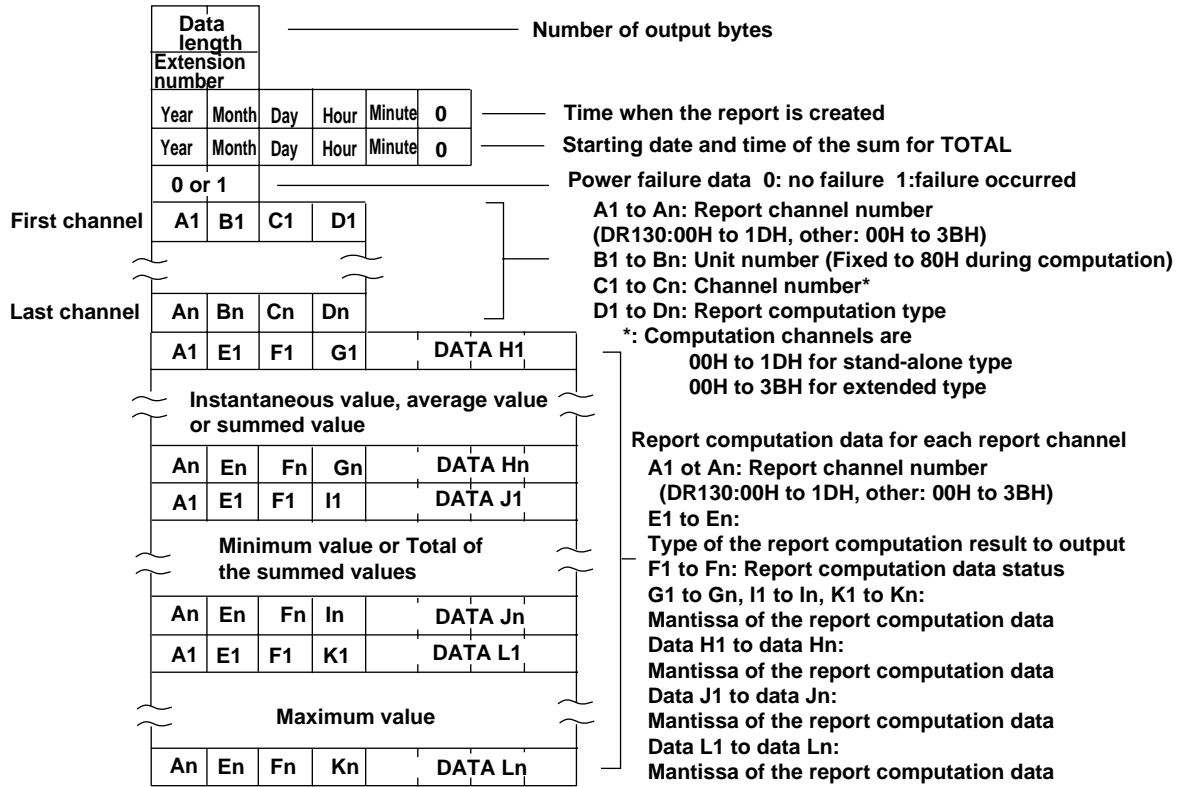 Data length
Number of output bytes
Extension number
Year Month Day Hour Minute 0
Time when the report is created
Year Month Day Hour Minute 0
Starting date and time of the sum for TOTAL
0 or 1
Power failure data 0: no failure 1:failure occurred
First channel
A1 B1 C1 D1
A1 to An: Report channel number
(DR130:00H to 1DH, other: 00H to 3BH)
B1 to Bn: Unit number (Fixed to 80H during computation)
C1 to Cn: Channel number*
D1 to Dn: Report computation type
*: Computation channels are
00H to 1DH for stand-alone type
00H to 3BH for extended type
Last channel
An Bn Cn Dn
A1 E1 F1 G1 DATA H1
Instantaneous value, average value
or summed value
An En Fn Gn DATA Hn
A1 E1 F1 I1 DATA J1
Minimum value or Total of
the summed values
An En Fn In DATA Jn
A1 E1 F1 K1 DATA L1
Maximum value
An En Fn Kn DATA Ln
Report computation data for each report channel
A1 ot An: Report channel number
(DR130:00H to 1DH, other: 00H to 3BH)
E1 to En:
Type of the report computation result to output
F1 to Fn: Report computation data status
G1 to Gn, I1 to In, K1 to Kn:
Mantissa of the report computation data
Data H1 to data Hn:
Mantissa of the report computation data
Data J1 to data Jn:
Mantissa of the report computation data
Data L1 to data Ln:
Mantissa of the report computation data